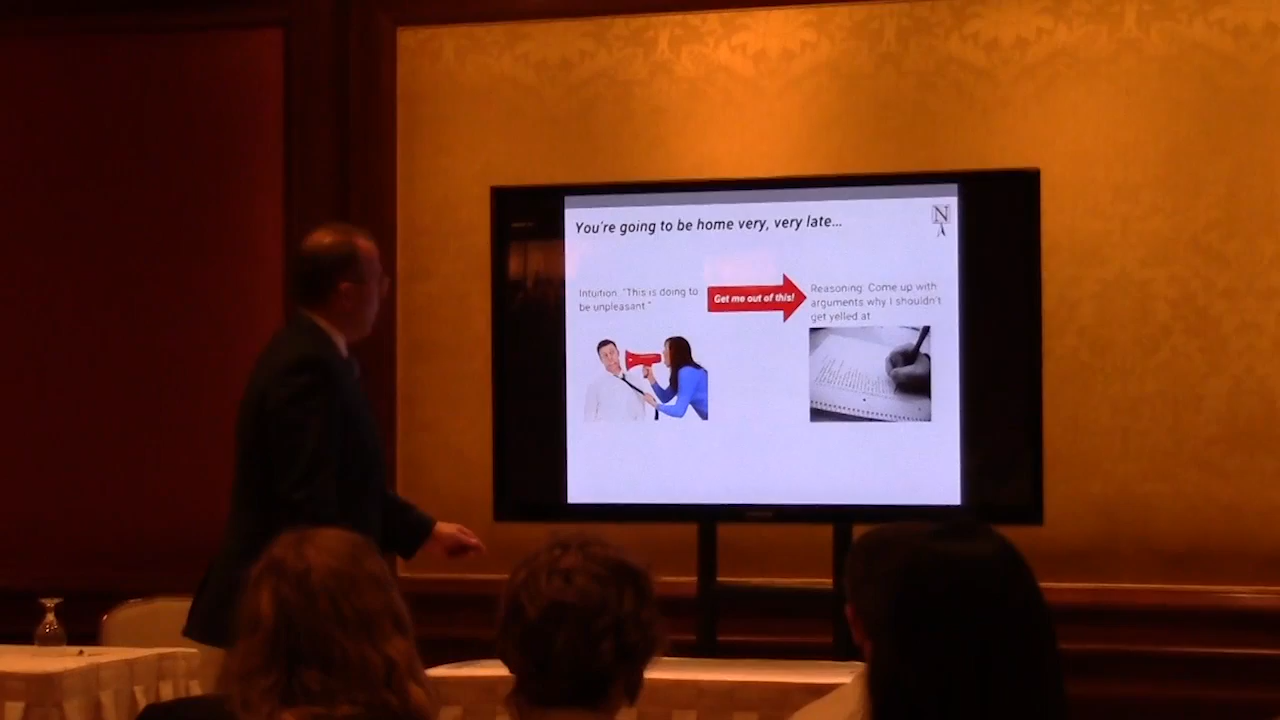 You're going to be home very, very late...
N
Intuition: "This is doing to
be unpleasant."
Get me out of this!
Reasoning: Come up with
arguments why I shouldn't
get yelled at